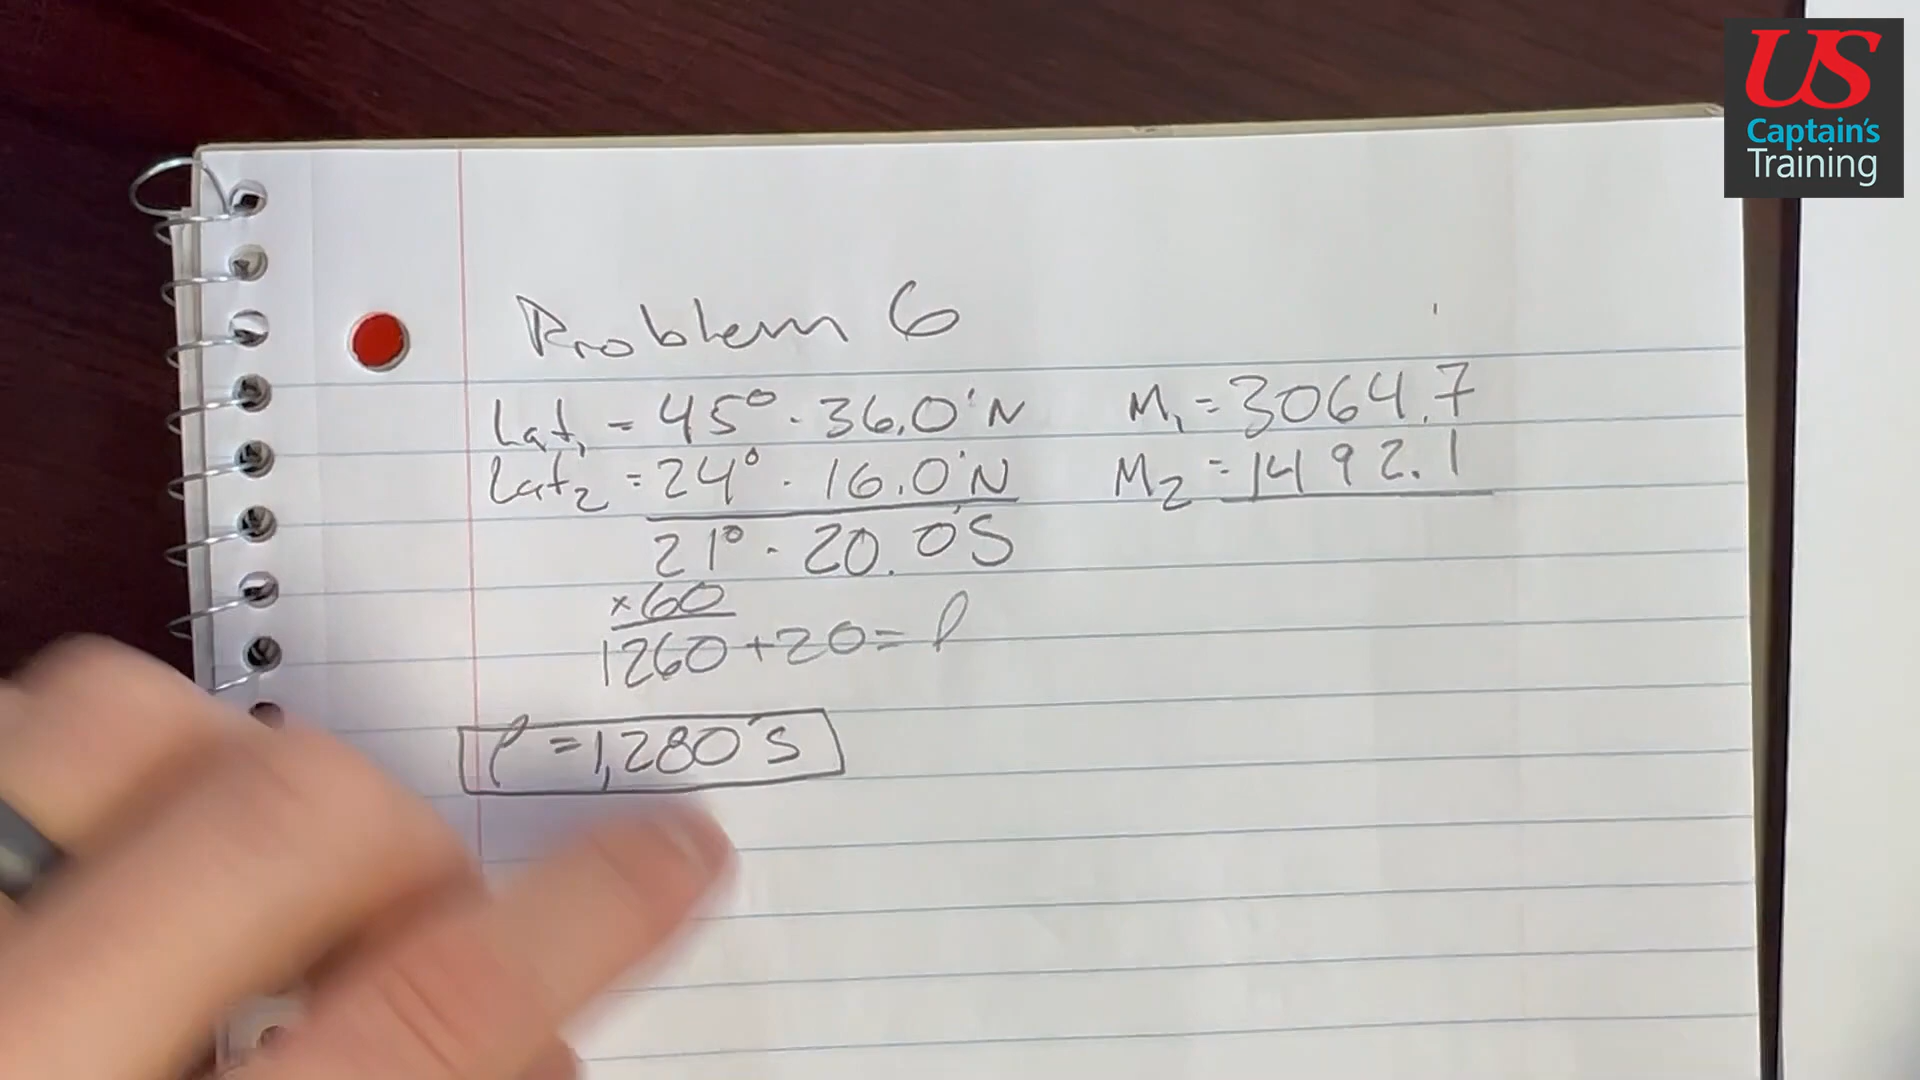 US
Captain's
Training
Problem 6
Lat₁ = 45° · 36.0'N M₁ = 3064.7
Lat₂ = 24° · 16.0'N M₂ = 1492.1
21° · 20.0'S
×60
1260 + 20 = l
l = 1,280'S